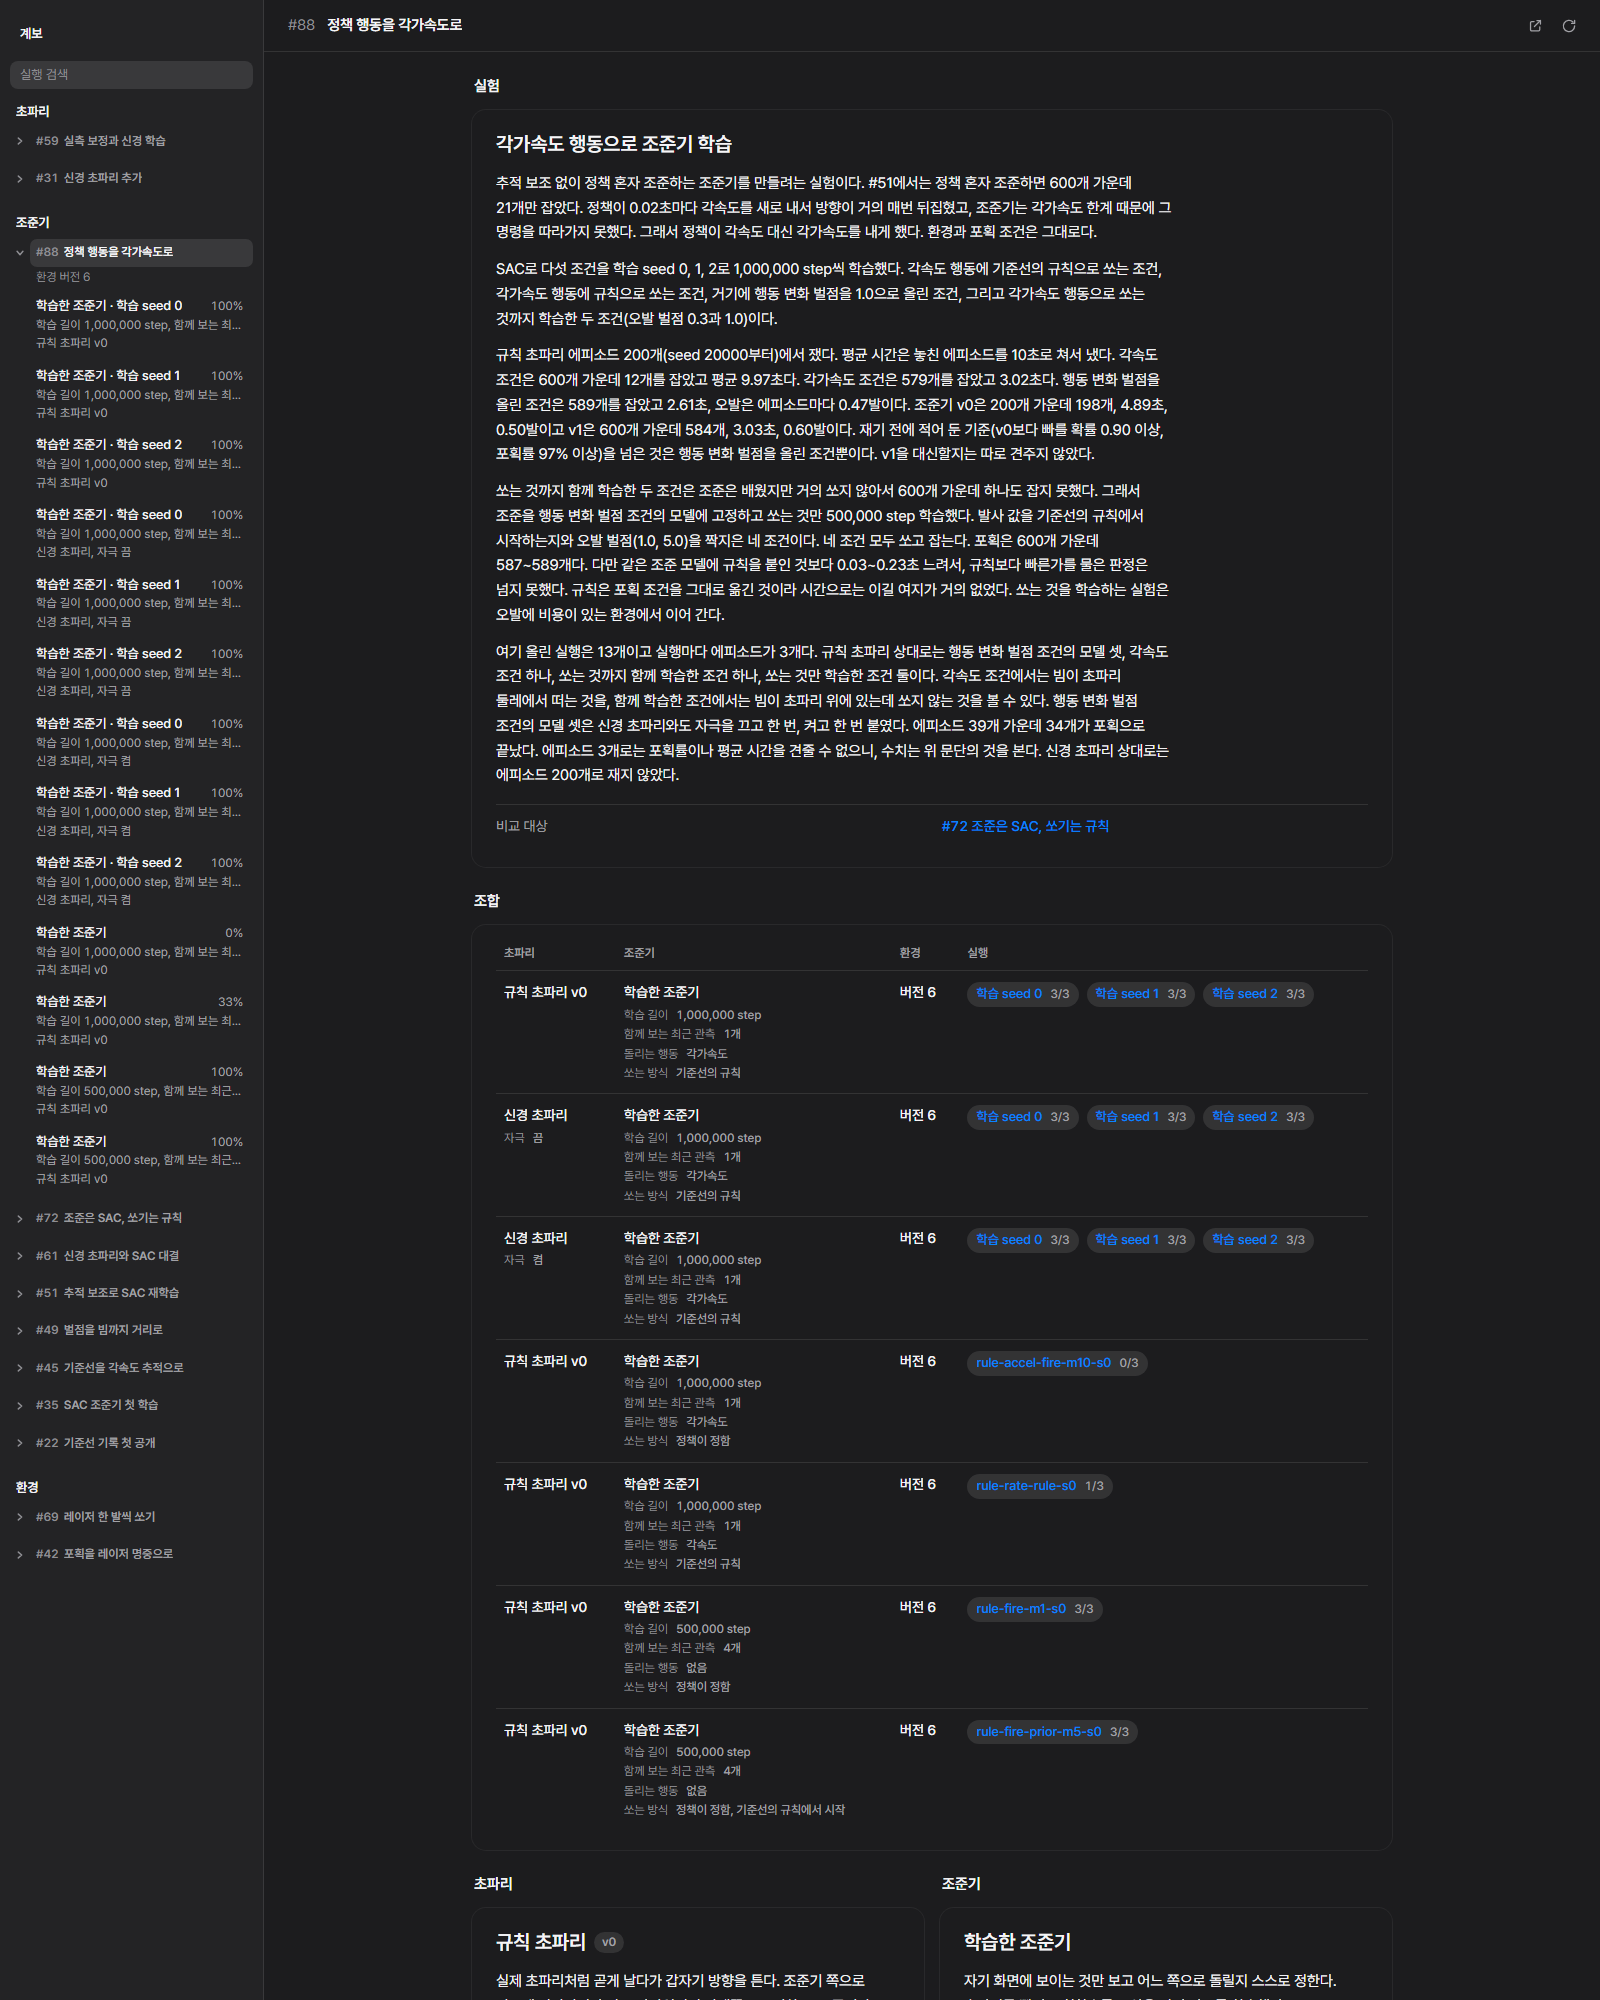 계보
실행 검색
초파리
#59 실측 보정과 신경 학습
#31 신경 초파리 추가
조준기
#88 정책 행동을 각가속도로
환경 버전 6
학습한 조준기 · 학습 seed 0 100%
학습 길이 1,000,000 step, 함께 보는 최...
규칙 초파리 v0
학습한 조준기 · 학습 seed 1 100%
학습 길이 1,000,000 step, 함께 보는 최...
규칙 초파리 v0
학습한 조준기 · 학습 seed 2 100%
학습 길이 1,000,000 step, 함께 보는 최...
규칙 초파리 v0
학습한 조준기 · 학습 seed 0 100%
학습 길이 1,000,000 step, 함께 보는 최...
신경 초파리, 자극 끔
학습한 조준기 · 학습 seed 1 100%
학습 길이 1,000,000 step, 함께 보는 최...
신경 초파리, 자극 끔
학습한 조준기 · 학습 seed 2 100%
학습 길이 1,000,000 step, 함께 보는 최...
신경 초파리, 자극 끔
학습한 조준기 · 학습 seed 0 100%
학습 길이 1,000,000 step, 함께 보는 최...
신경 초파리, 자극 켬
학습한 조준기 · 학습 seed 1 100%
학습 길이 1,000,000 step, 함께 보는 최...
신경 초파리, 자극 켬
학습한 조준기 · 학습 seed 2 100%
학습 길이 1,000,000 step, 함께 보는 최...
신경 초파리, 자극 켬
학습한 조준기 0%
학습 길이 1,000,000 step, 함께 보는 최...
규칙 초파리 v0
학습한 조준기 33%
학습 길이 1,000,000 step, 함께 보는 최...
규칙 초파리 v0
학습한 조준기 100%
학습 길이 500,000 step, 함께 보는 최근...
규칙 초파리 v0
학습한 조준기 100%
학습 길이 500,000 step, 함께 보는 최근...
규칙 초파리 v0
#72 조준은 SAC, 쏘기는 규칙
#61 신경 초파리와 SAC 대결
#51 추적 보조로 SAC 재학습
#49 벌점을 빔까지 거리로
#45 기준선을 각속도 추적으로
#35 SAC 조준기 첫 학습
#22 기준선 기록 첫 공개
환경
#69 레이저 한 발씩 쏘기
#42 포획을 레이저 명중으로
#88 정책 행동을 각가속도로
실험
각가속도 행동으로 조준기 학습
추적 보조 없이 정책 혼자 조준하는 조준기를 만들려는 실험이다. #51에서는 정책 혼자 조준하면 600개 가운데
21개만 잡았다. 정책이 0.02초마다 각속도를 새로 내서 방향이 거의 매번 뒤집혔고, 조준기는 각가속도 한계 때문에 그
명령을 따라가지 못했다. 그래서 정책이 각속도 대신 각가속도를 내게 했다. 환경과 포획 조건은 그대로다.
SAC로 다섯 조건을 학습 seed 0, 1, 2로 1,000,000 step씩 학습했다. 각속도 행동에 기준선의 규칙으로 쏘는 조건,
각가속도 행동에 규칙으로 쏘는 조건, 거기에 행동 변화 벌점을 1.0으로 올린 조건, 그리고 각가속도 행동으로 쏘는
것까지 학습한 두 조건(오발 벌점 0.3과 1.0)이다.
규칙 초파리 에피소드 200개(seed 20000부터)에서 쟀다. 평균 시간은 놓친 에피소드를 10초로 쳐서 냈다. 각속도
조건은 600개 가운데 12개를 잡았고 평균 9.97초다. 각가속도 조건은 579개를 잡았고 3.02초다. 행동 변화 벌점을
올린 조건은 589개를 잡았고 2.61초, 오발은 에피소드마다 0.47발이다. 조준기 v0은 200개 가운데 198개, 4.89초,
0.50발이고 v1은 600개 가운데 584개, 3.03초, 0.60발이다. 재기 전에 적어 둔 기준(v0보다 빠를 확률 0.90 이상,
포획률 97% 이상)을 넘은 것은 행동 변화 벌점을 올린 조건뿐이다. v1을 대신할지는 따로 견주지 않았다.
쏘는 것까지 함께 학습한 두 조건은 조준은 배웠지만 거의 쏘지 않아서 600개 가운데 하나도 잡지 못했다. 그래서
조준을 행동 변화 벌점 조건의 모델에 고정하고 쏘는 것만 500,000 step 학습했다. 발사 값을 기준선의 규칙에서
시작하는지와 오발 벌점(1.0, 5.0)을 짝지은 네 조건이다. 네 조건 모두 쏘고 잡는다. 포획은 600개 가운데
587~589개다. 다만 같은 조준 모델에 규칙을 붙인 것보다 0.03~0.23초 느려서, 규칙보다 빠른가를 물은 판정은
넘지 못했다. 규칙은 포획 조건을 그대로 옮긴 것이라 시간으로는 이길 여지가 거의 없었다. 쏘는 것을 학습하는 실험은
오발에 비용이 있는 환경에서 이어 간다.
여기 올린 실행은 13개이고 실행마다 에피소드가 3개다. 규칙 초파리 상대로는 행동 변화 벌점 조건의 모델 셋, 각속도
조건 하나, 쏘는 것까지 함께 학습한 조건 하나, 쏘는 것만 학습한 조건 둘이다. 각속도 조건에서는 빔이 초파리
둘레에서 떠는 것을, 함께 학습한 조건에서는 빔이 초파리 위에 있는데 쏘지 않는 것을 볼 수 있다. 행동 변화 벌점
조건의 모델 셋은 신경 초파리와도 자극을 끄고 한 번, 켜고 한 번 붙였다. 에피소드 39개 가운데 34개가 포획으로
끝났다. 에피소드 3개로는 포획률이나 평균 시간을 견줄 수 없으니, 수치는 위 문단의 것을 본다. 신경 초파리 상대로는
에피소드 200개로 재지 않았다.
비교 대상 #72 조준은 SAC, 쏘기는 규칙
조합
초파리 조준기 환경 실행
규칙 초파리 v0 학습한 조준기 버전 6 학습 seed 0 3/3 학습 seed 1 3/3 학습 seed 2 3/3
학습 길이 1,000,000 step
함께 보는 최근 관측 1개
돌리는 행동 각가속도
쏘는 방식 기준선의 규칙
신경 초파리 학습한 조준기 버전 6 학습 seed 0 3/3 학습 seed 1 3/3 학습 seed 2 3/3
자극 끔 학습 길이 1,000,000 step
함께 보는 최근 관측 1개
돌리는 행동 각가속도
쏘는 방식 기준선의 규칙
신경 초파리 학습한 조준기 버전 6 학습 seed 0 3/3 학습 seed 1 3/3 학습 seed 2 3/3
자극 켬 학습 길이 1,000,000 step
함께 보는 최근 관측 1개
돌리는 행동 각가속도
쏘는 방식 기준선의 규칙
규칙 초파리 v0 학습한 조준기 버전 6 rule-accel-fire-m10-s0 0/3
학습 길이 1,000,000 step
함께 보는 최근 관측 1개
돌리는 행동 각가속도
쏘는 방식 정책이 정함
규칙 초파리 v0 학습한 조준기 버전 6 rule-rate-rule-s0 1/3
학습 길이 1,000,000 step
함께 보는 최근 관측 1개
돌리는 행동 각속도
쏘는 방식 기준선의 규칙
규칙 초파리 v0 학습한 조준기 버전 6 rule-fire-m1-s0 3/3
학습 길이 500,000 step
함께 보는 최근 관측 4개
돌리는 행동 없음
쏘는 방식 정책이 정함
규칙 초파리 v0 학습한 조준기 버전 6 rule-fire-prior-m5-s0 3/3
학습 길이 500,000 step
함께 보는 최근 관측 4개
돌리는 행동 없음
쏘는 방식 정책이 정함, 기준선의 규칙에서 시작
초파리 조준기
규칙 초파리 v0 학습한 조준기
실제 초파리처럼 곧게 날다가 갑자기 방향을 튼다. 조준기 쪽으로
자기 화면에 보이는 것만 보고 어느 쪽으로 돌릴지 스스로 정한다.